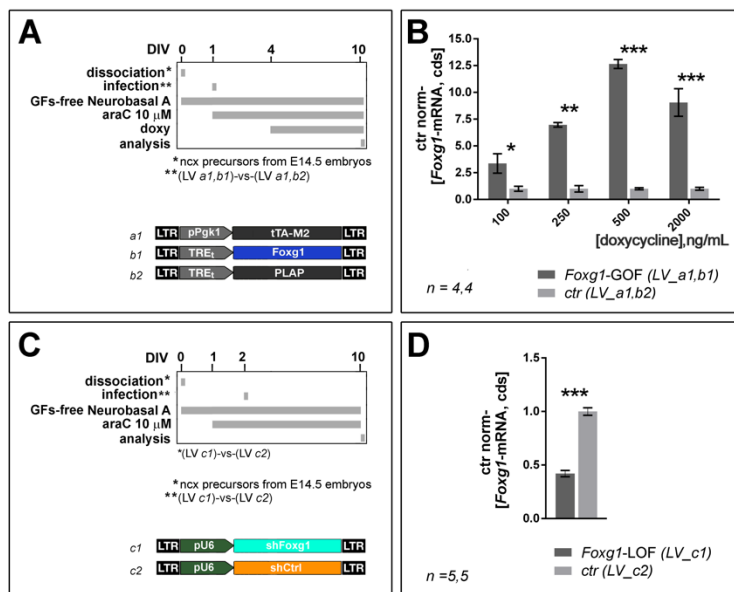 A
DIV 0 1 4 10
dissociation*
infection**
GFs-free Neurobasal A
araC 10 μM
doxy
analysis
*ncx precursors from E14.5 embryos
**(LV a1,b1)-vs-(LV a1,b2)
a1 LTR pPgk1 tTA-M2 LTR
b1 LTR TREt Foxg1 LTR
b2 LTR TREt PLAP LTR
B
ctr norm-
[Foxg1-mRNA, cds]
15.0
12.5
10.0
7.5
5.0
2.5
0.0
* ** *** ***
100 250 500 2000
[doxycycline],ng/mL
n = 4,4
Foxg1-GOF (LV_a1,b1)
ctr (LV_a1,b2)
C
DIV 0 1 2 10
dissociation*
infection**
GFs-free Neurobasal A
araC 10 μM
analysis
*(LV c1)-vs-(LV c2)
*ncx precursors from E14.5 embryos
**(LV c1)-vs-(LV c2)
c1 LTR pU6 shFoxg1 LTR
c2 LTR pU6 shCtrl LTR
D
ctr norm-
[Foxg1-mRNA, cds]
1.5
1.0
0.5
0.0
***
Foxg1-LOF (LV_c1)
ctr (LV_c2)
n =5,5